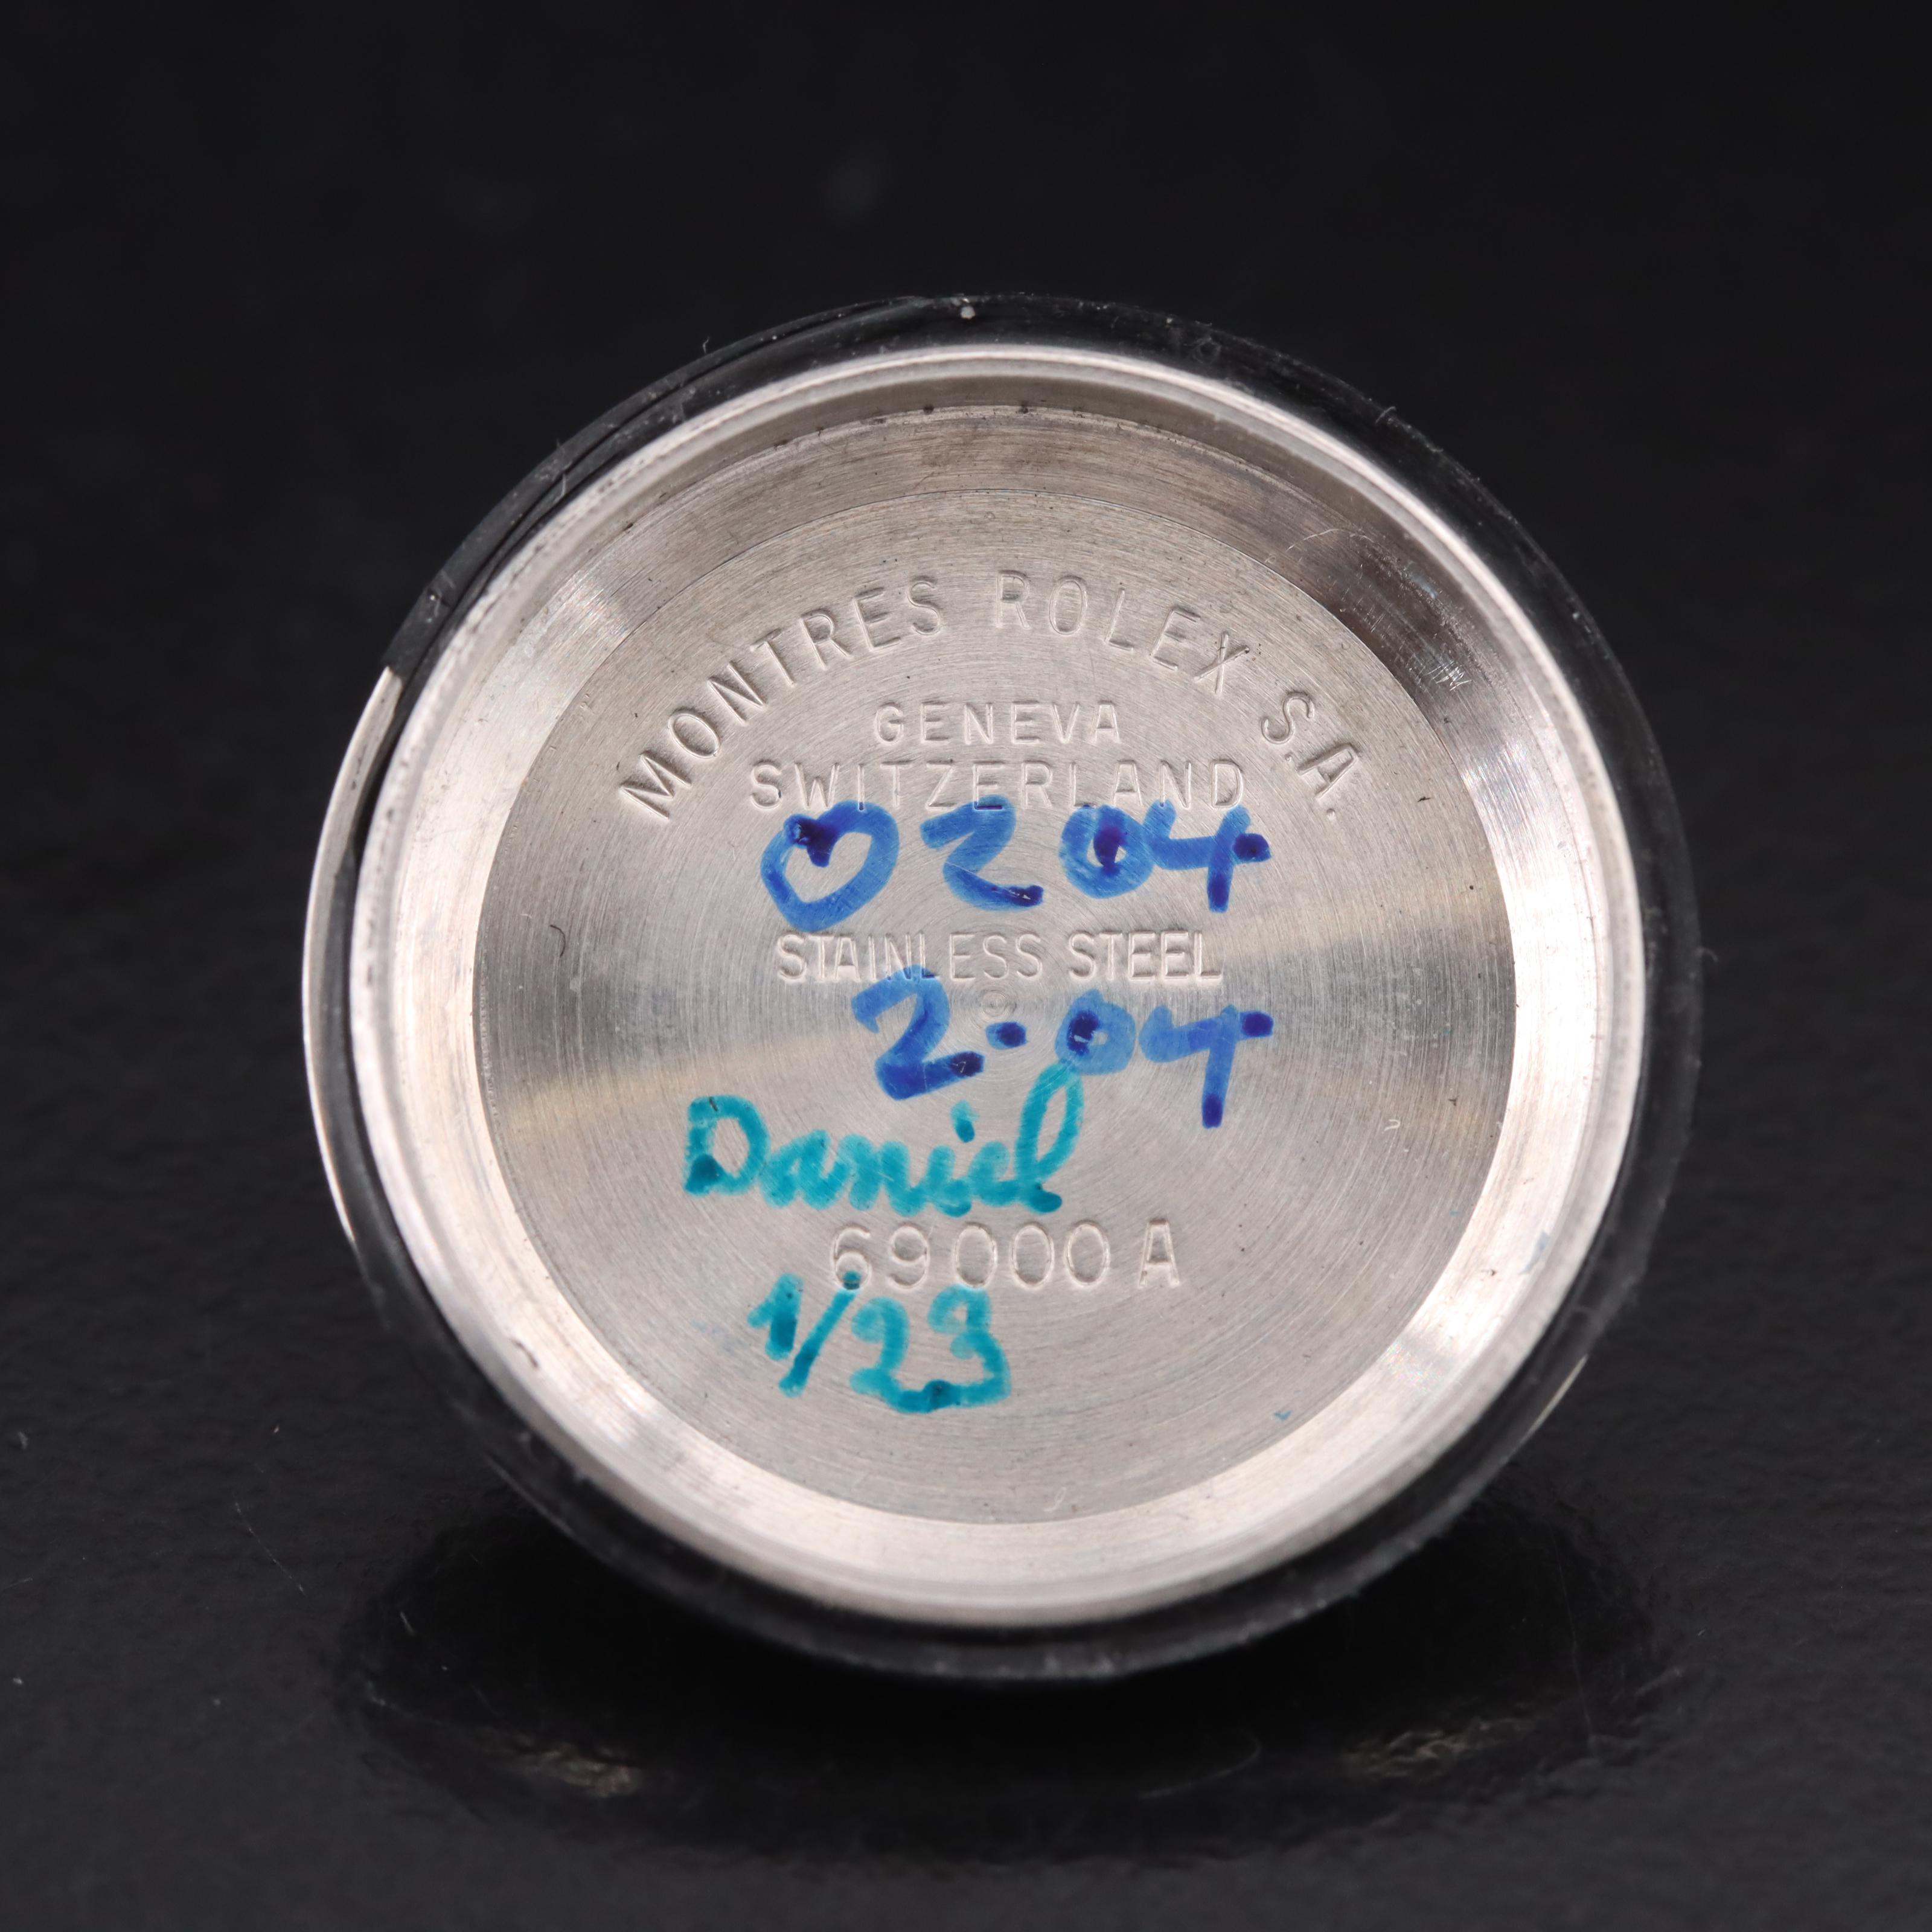 MONTRES ROLEX S.A.
GENEVA
SWITZERLAND
0204
STAINLESS STEEL
2.04
Daniel
69000 A
1/23